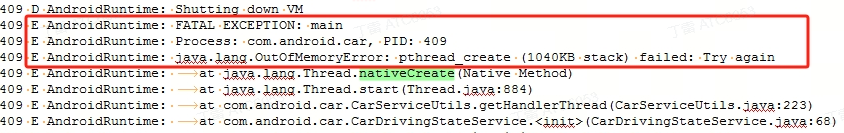 409 D AndroidRuntime: Shutting down VM
409 E AndroidRuntime: FATAL EXCEPTION: main
409 E AndroidRuntime: Process: com.android.car, PID: 409
409 E AndroidRuntime: java.lang.OutOfMemoryError: pthread_create (1040KB stack) failed: Try again
409 E AndroidRuntime: at java.lang.Thread.nativeCreate(Native Method)
409 E AndroidRuntime: at java.lang.Thread.start(Thread.java:884)
409 E AndroidRuntime: at com.android.car.CarServiceUtils.getHandlerThread(CarServiceUtils.java:223)
409 E AndroidRuntime: at com.android.car.CarDrivingStateService.<init>(CarDrivingStateService.java:68)